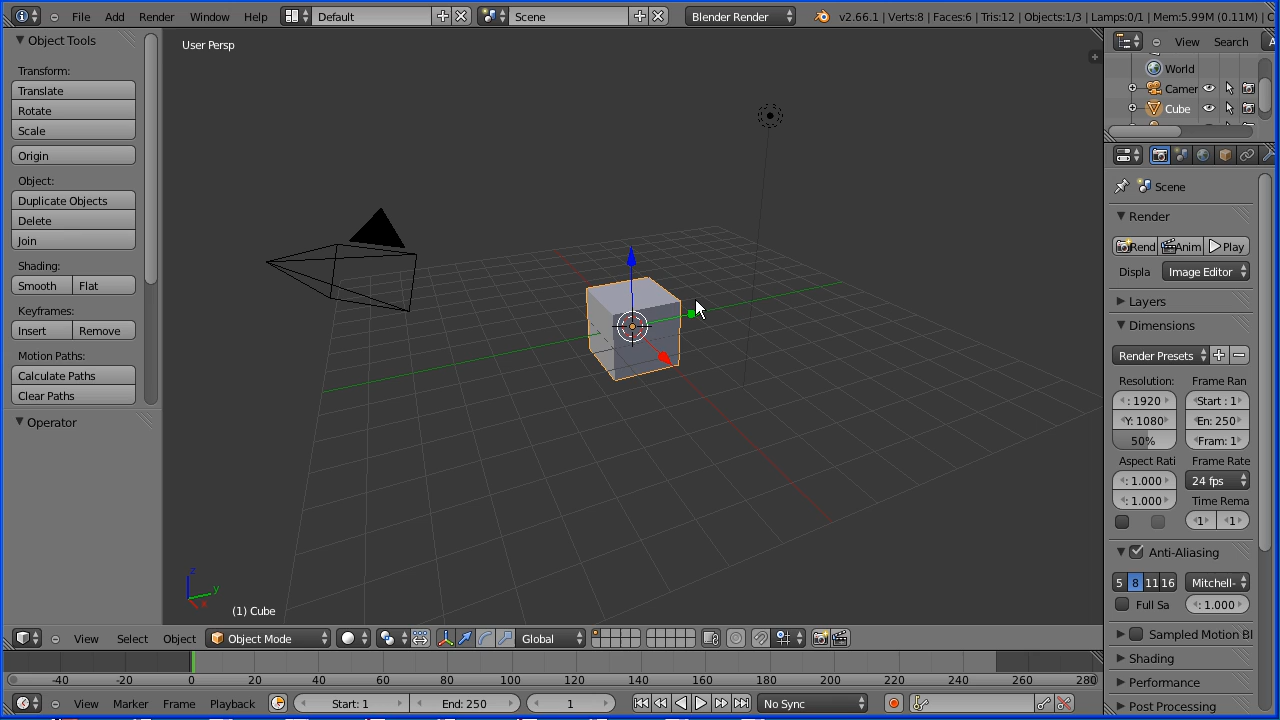 File Add Render Window Help Default Scene Blender Render v2.66.1 | Verts:8 | Faces:6 | Tris:12 | Objects:1/3 | Lamps:0/1 | Mem:5.99M (0.11M) | C
Object Tools
Transform:
Translate
Rotate
Scale
Origin
Object:
Duplicate Objects
Delete
Join
Shading:
Smooth Flat
Keyframes:
Insert Remove
Motion Paths:
Calculate Paths
Clear Paths
Operator
User Persp
z
y
x
(1) Cube
View Select Object Object Mode Global
-40 -20 0 20 40 60 80 100 120 140 160 180 200 220 240 260 280
View Marker Frame Playback Start: 1 End: 250 1 No Sync
View Search A
World
Camer
Cube
Scene
Render
Rend Anim Play
Displa Image Editor
Layers
Dimensions
Render Presets
Resolution: Frame Ran
: 1920 Start : 1
Y: 1080 En: 250
50% Fram: 1
Aspect Rati Frame Rate
: 1.000 24 fps
: 1.000 Time Rema
1 1
Anti-Aliasing
5 8 11 16 Mitchell-
Full Sa : 1.000
Sampled Motion Bl
Shading
Performance
Post Processing